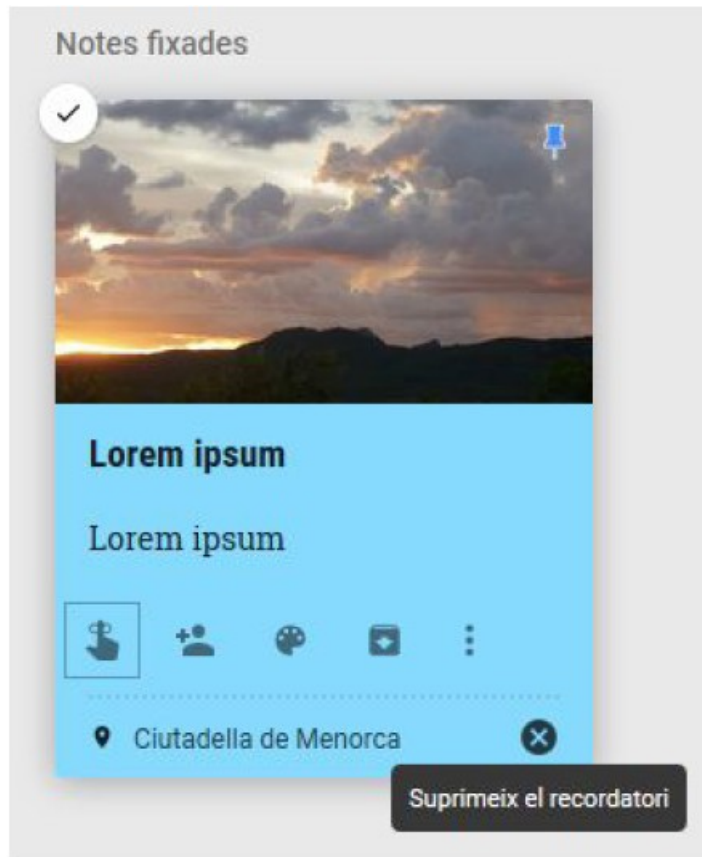 Notes fixades
Lorem ipsum
Lorem ipsum
Ciutadella de Menorca
Suprimeix el recordatori